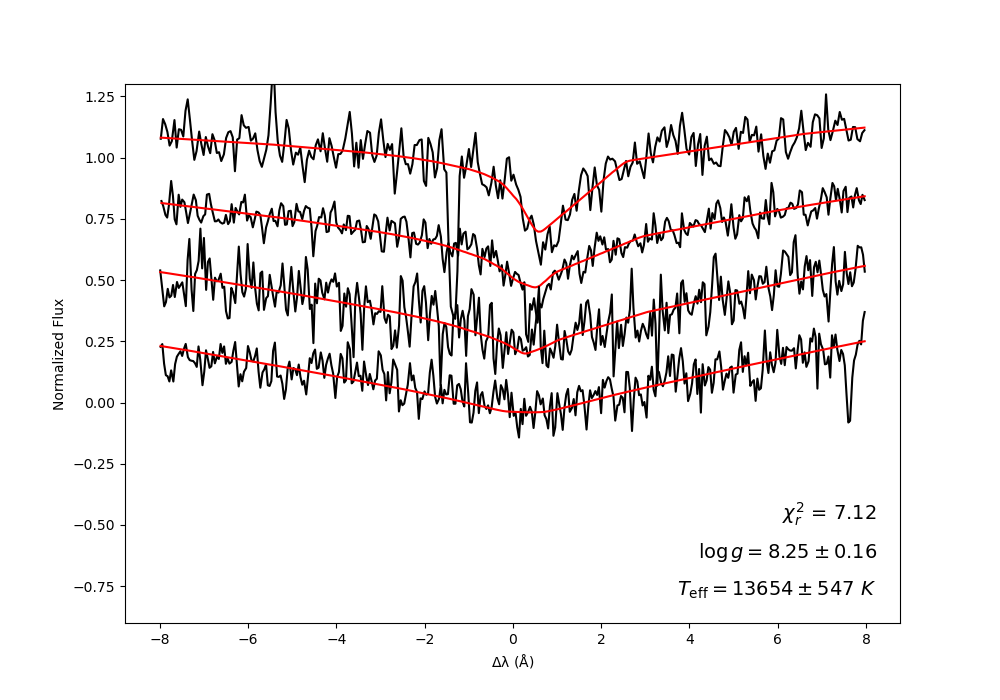 1.25
1.00
0.75
0.50
0.25
0.00
−0.25
−0.50
−0.75
Normalized Flux
χ²ᵣ = 7.12
log g = 8.25 ± 0.16
T_eff = 13654 ± 547 K
−8 −6 −4 −2 0 2 4 6 8
Δλ (Å)